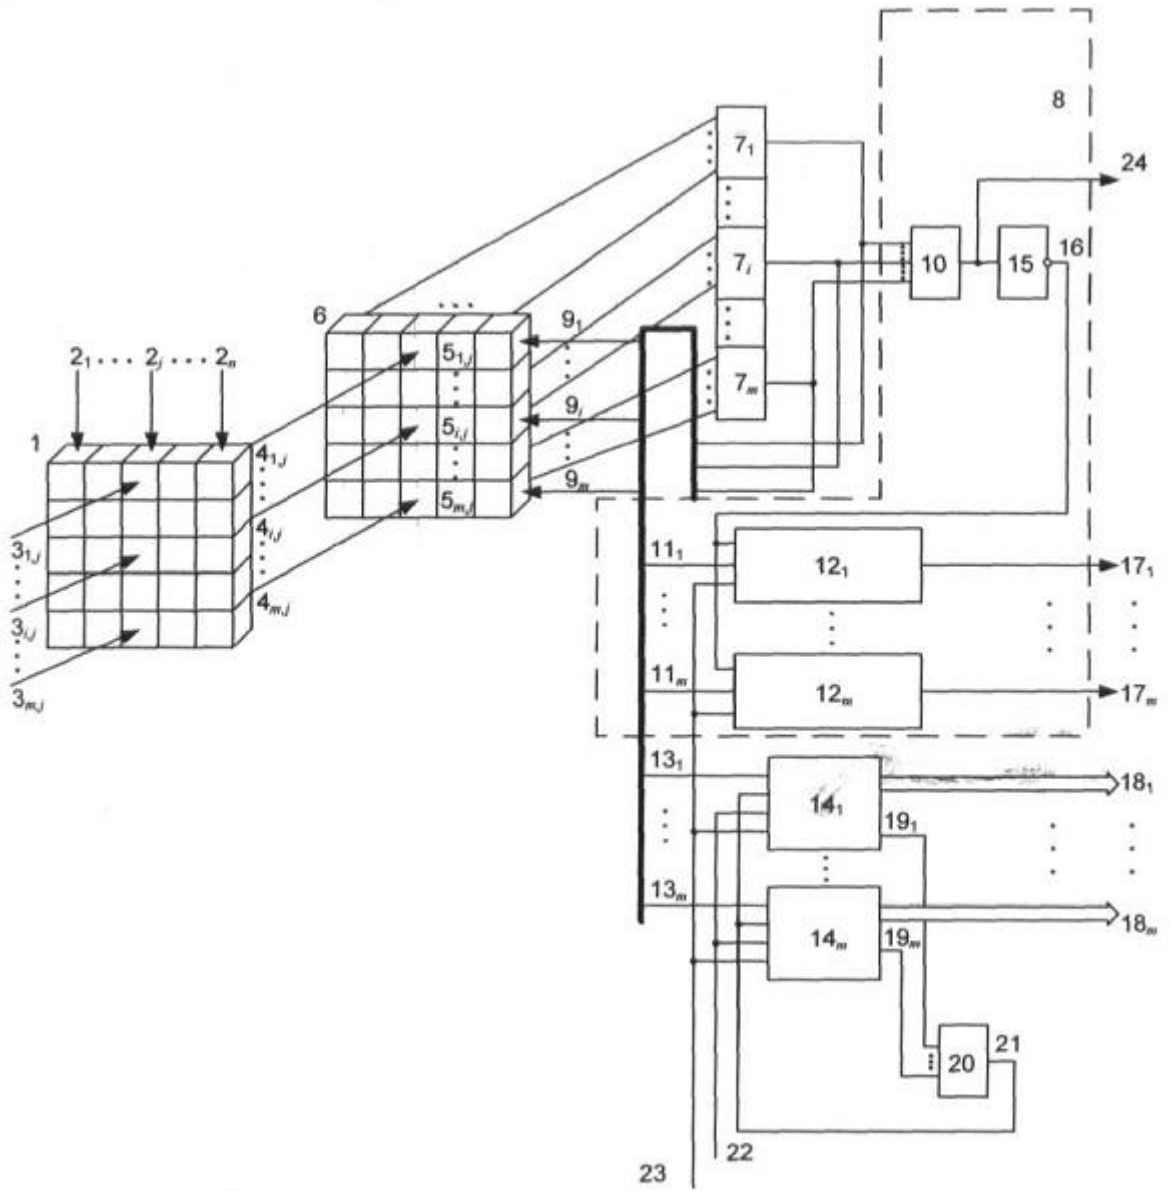 8
7₁
24
7ᵢ
10
15
16
6
9₁
5₁,ⱼ
2₁ 2ⱼ 2ₙ
7ₘ
9ᵢ
5ᵢ,ⱼ
1
4₁,ⱼ
9ₘ
5ₘ,ⱼ
4ᵢ,ⱼ
3₁,ⱼ
11₁
12₁
17₁
4ₘ,ⱼ
3ᵢ,ⱼ
3ₘ,ⱼ
11ₘ
12ₘ
17ₘ
13₁
14₁
18₁
19₁
13ₘ
14ₘ
19ₘ
18ₘ
20
21
22
23